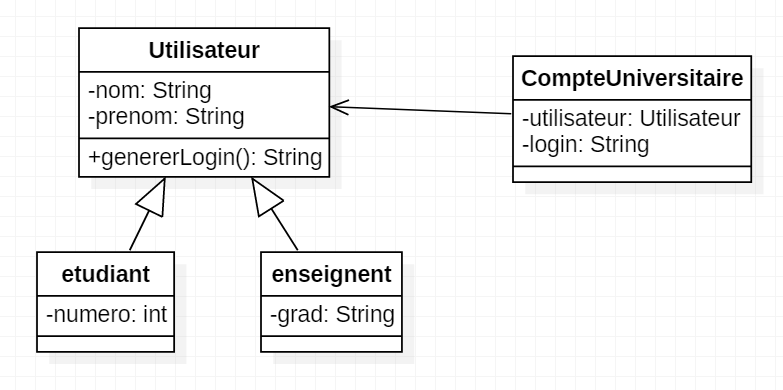 Utilisateur
-nom: String
-prenom: String
+genererLogin(): String
CompteUniversitaire
-utilisateur: Utilisateur
-login: String
etudiant
-numero: int
enseignent
-grad: String